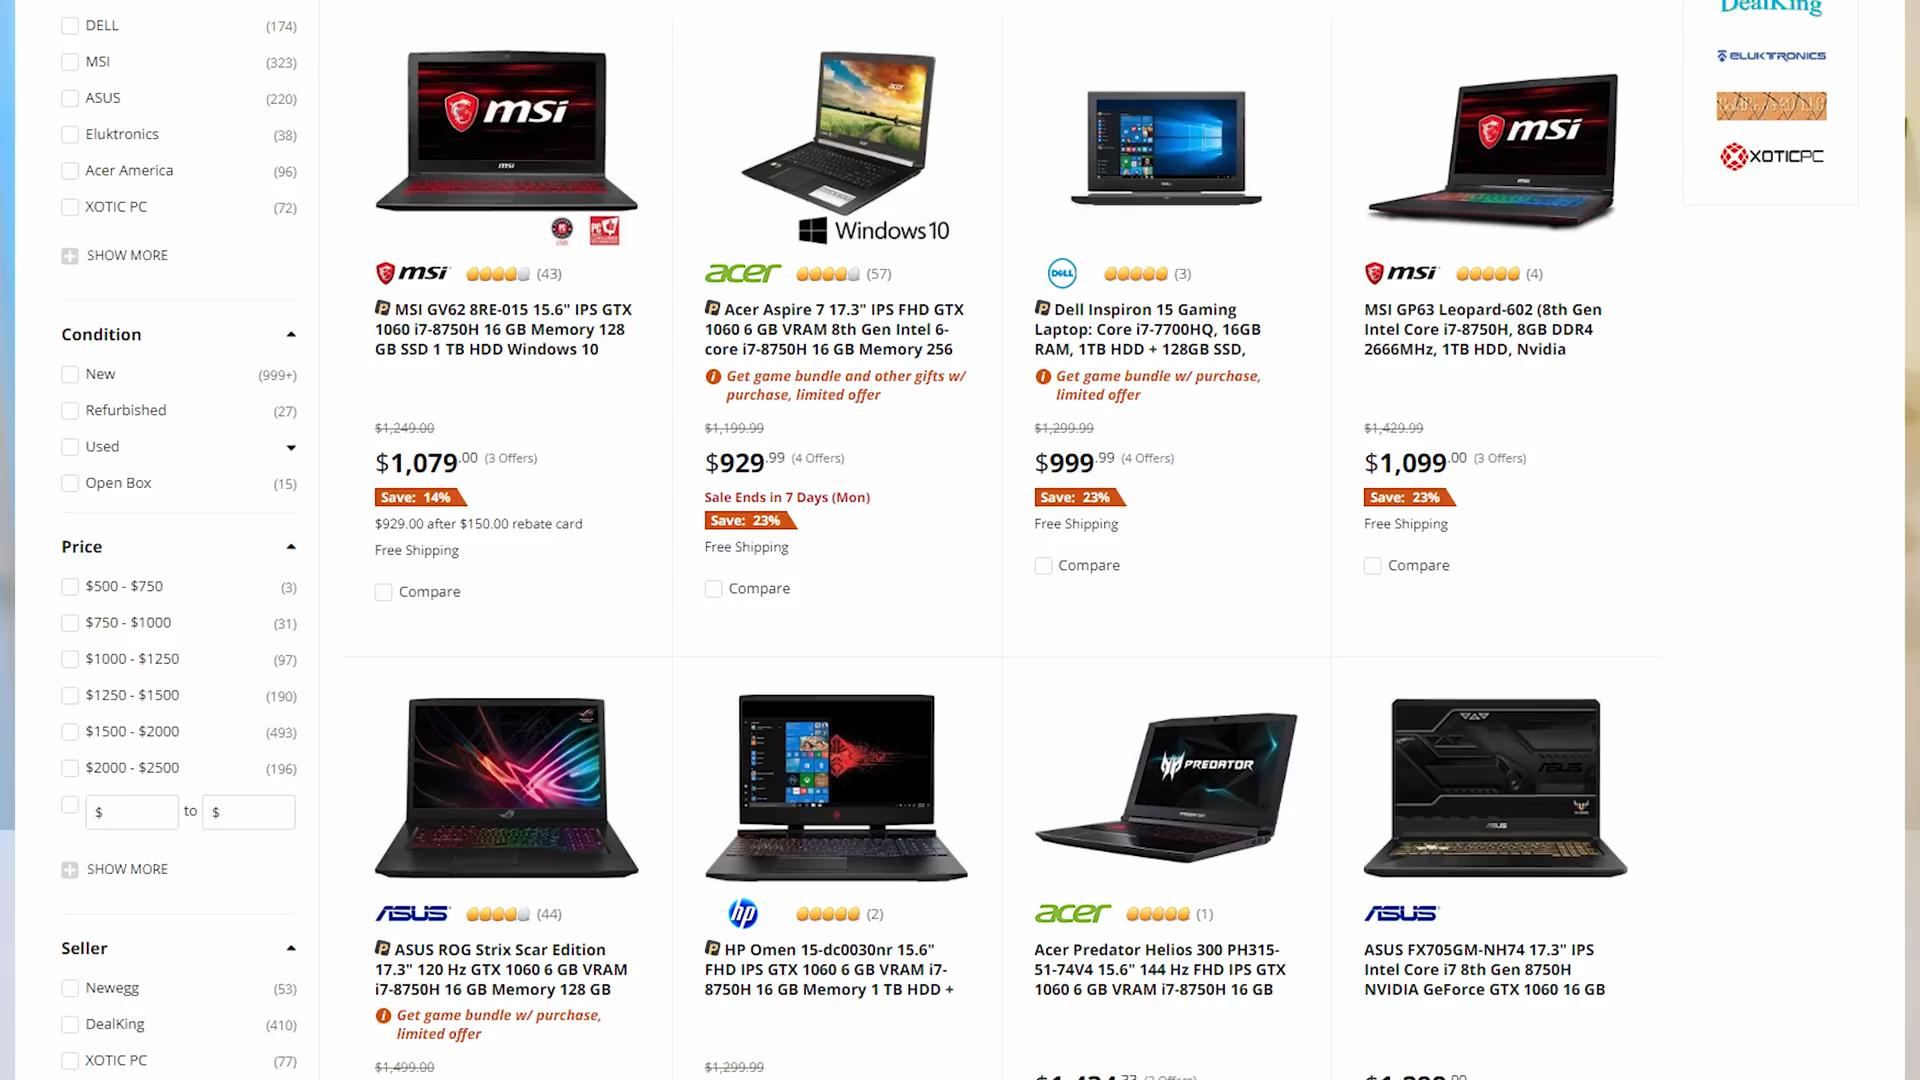 DELL (174)
MSI (323)
ASUS (220)
Eluktronics (38)
Acer America (96)
XOTIC PC (72)
SHOW MORE
Condition
New (999+)
Refurbished (27)
Used
Open Box (15)
Price
$500 - $750 (3)
$750 - $1000 (31)
$1000 - $1250 (97)
$1250 - $1500 (190)
$1500 - $2000 (493)
$2000 - $2500 (196)
$ to $
SHOW MORE
Seller
Newegg (53)
DealKing (410)
XOTIC PC (77)
msi
msi
msi (43)
MSI GV62 8RE-015 15.6" IPS GTX
1060 i7-8750H 16 GB Memory 128
GB SSD 1 TB HDD Windows 10
$1,249.00
$1,079.00 (3 Offers)
Save: 14%
$929.00 after $150.00 rebate card
Free Shipping
Compare
acer
Windows 10
acer (57)
Acer Aspire 7 17.3" IPS FHD GTX
1060 6 GB VRAM 8th Gen Intel 6-
core i7-8750H 16 GB Memory 256
Get game bundle and other gifts w/
purchase, limited offer
$1,199.99
$929.99 (4 Offers)
Sale Ends in 7 Days (Mon)
Save: 23%
Free Shipping
Compare
DELL (3)
Dell Inspiron 15 Gaming
Laptop: Core i7-7700HQ, 16GB
RAM, 1TB HDD + 128GB SSD,
Get game bundle w/ purchase,
limited offer
$1,299.99
$999.99 (4 Offers)
Save: 23%
Free Shipping
Compare
msi
msi
msi (4)
MSI GP63 Leopard-602 (8th Gen
Intel Core i7-8750H, 8GB DDR4
2666MHz, 1TB HDD, Nvidia
$1,429.99
$1,099.00 (3 Offers)
Save: 23%
Free Shipping
Compare
ASUS (44)
ASUS ROG Strix Scar Edition
17.3" 120 Hz GTX 1060 6 GB VRAM
i7-8750H 16 GB Memory 128 GB
Get game bundle w/ purchase,
limited offer
$1,499.00
hp (2)
HP Omen 15-dc0030nr 15.6"
FHD IPS GTX 1060 6 GB VRAM i7-
8750H 16 GB Memory 1 TB HDD +
$1,299.99
PREDATOR
acer (1)
Acer Predator Helios 300 PH315-
51-74V4 15.6" 144 Hz FHD IPS GTX
1060 6 GB VRAM i7-8750H 16 GB
ASUS
ASUS
ASUS
ASUS FX705GM-NH74 17.3" IPS
Intel Core i7 8th Gen 8750H
NVIDIA GeForce GTX 1060 16 GB
DealKing
ELUKTRONICS
XOTICPC